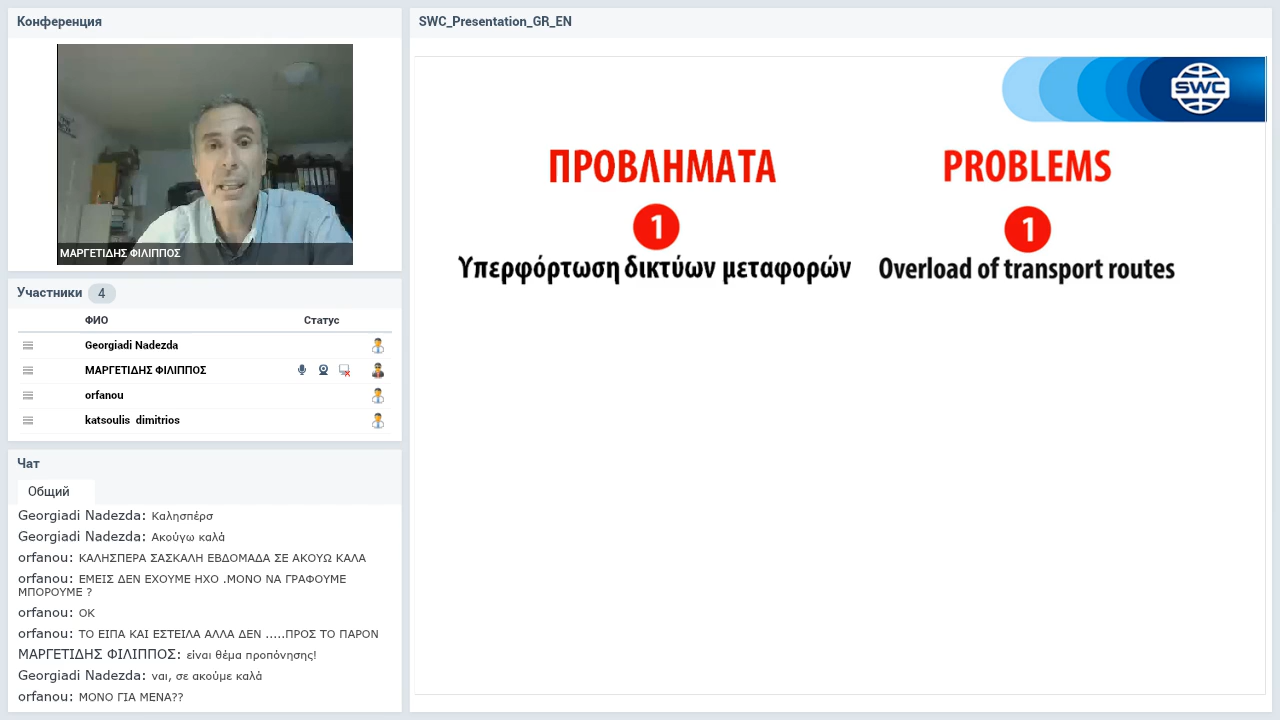 Конференция
ΜΑΡΓΕΤΙΔΗΣ ΦΙΛΙΠΠΟΣ
Участники 4
ФИО Статус
Georgiadi Nadezda
ΜΑΡΓΕΤΙΔΗΣ ΦΙΛΙΠΠΟΣ
orfanou
katsoulis dimitrios
Чат
Общий
Georgiadi Nadezda: Καλησπέρσ
Georgiadi Nadezda: Ακούγω καλά
orfanou: ΚΑΛΗΣΠΕΡΑ ΣΑΣΚΑΛΗ ΕΒΔΟΜΑΔΑ ΣΕ ΑΚΟΥΩ ΚΑΛΑ
orfanou: ΕΜΕΙΣ ΔΕΝ ΕΧΟΥΜΕ ΗΧΟ .ΜΟΝΟ ΝΑ ΓΡΑΦΟΥΜΕ
ΜΠΟΡΟΥΜΕ ?
orfanou: ΟΚ
orfanou: ΤΟ ΕΙΠΑ ΚΑΙ ΕΣΤΕΙΛΑ ΑΛΛΑ ΔΕΝ .....ΠΡΟΣ ΤΟ ΠΑΡΟΝ
ΜΑΡΓΕΤΙΔΗΣ ΦΙΛΙΠΠΟΣ: είναι θέμα προπόνησης!
Georgiadi Nadezda: ναι, σε ακούμε καλά
orfanou: ΜΟΝΟ ΓΙΑ ΜΕΝΑ??
SWC_Presentation_GR_EN
SWC
ΠΡΟΒΛΗΜΑΤΑ
1
Υπερφόρτωση δικτύων μεταφορών
PROBLEMS
1
Overload of transport routes